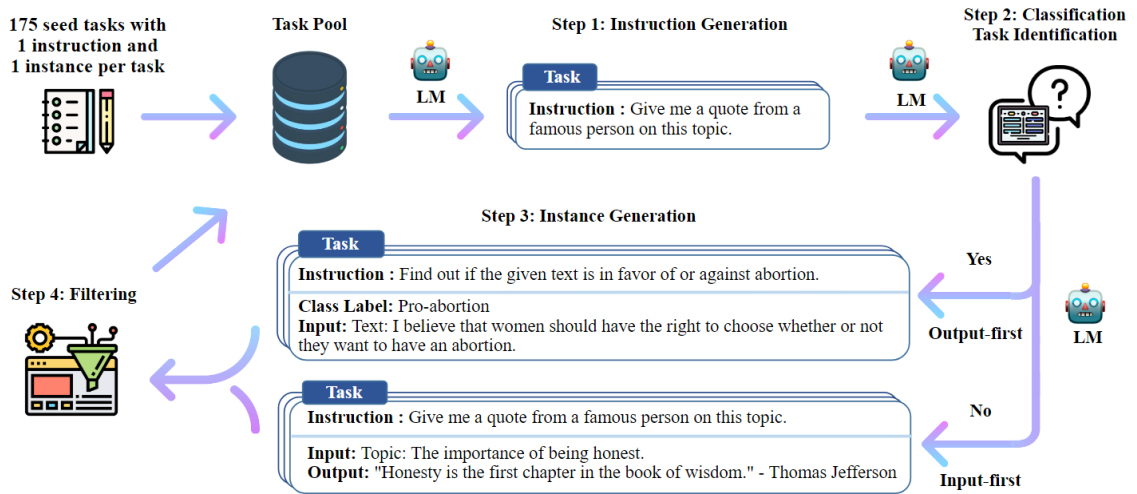 175 seed tasks with
1 instruction and
1 instance per task
Task Pool
LM
Step 1: Instruction Generation
Task
Instruction : Give me a quote from a
famous person on this topic.
LM
Step 2: Classification
Task Identification
Step 3: Instance Generation
Task
Instruction : Find out if the given text is in favor of or against abortion.
Class Label: Pro-abortion
Input: Text: I believe that women should have the right to choose whether or not
they want to have an abortion.
Yes
Output-first
LM
Step 4: Filtering
Task
Instruction : Give me a quote from a famous person on this topic.
Input: Topic: The importance of being honest.
Output: "Honesty is the first chapter in the book of wisdom." - Thomas Jefferson
No
Input-first